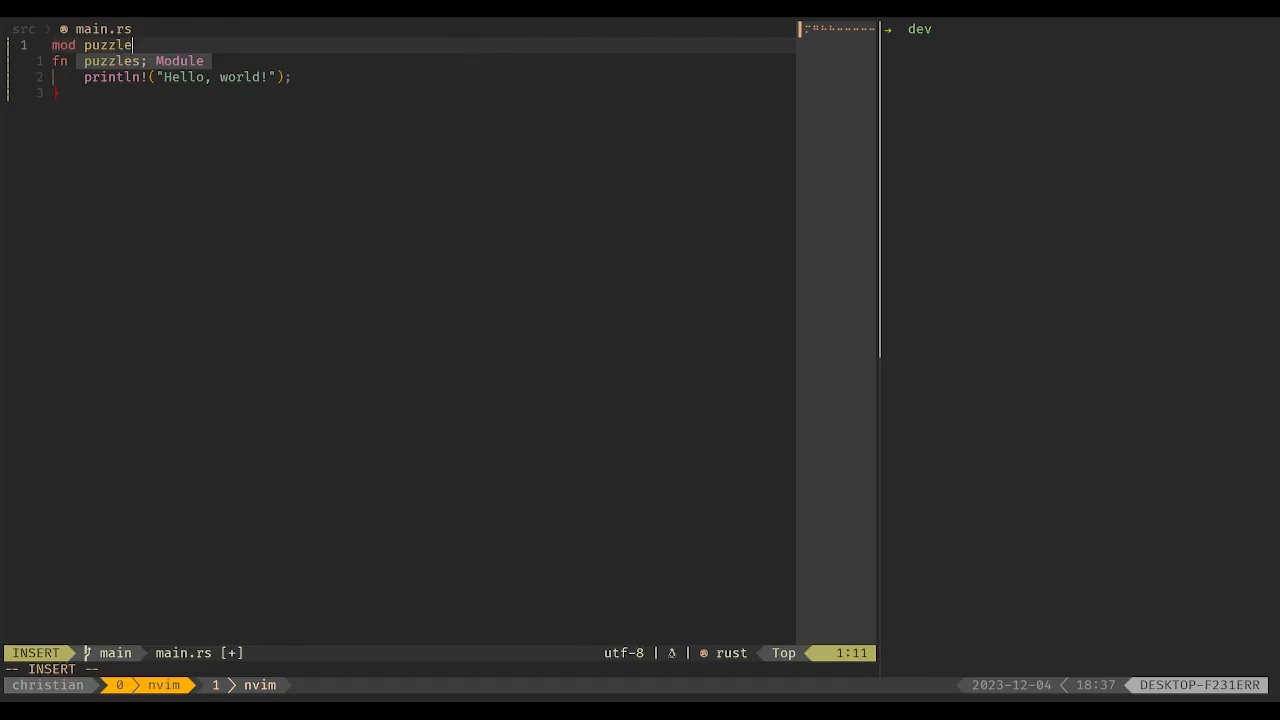 src > main.rs
1 mod puzzle
1 fn puzzles; Module
2 println!("Hello, world!");
3 }
→ dev
INSERT main main.rs [+] utf-8 | | rust Top 1:11
-- INSERT --
christian 0 nvim 1 nvim 2023-12-04 18:37 DESKTOP-F231ERR